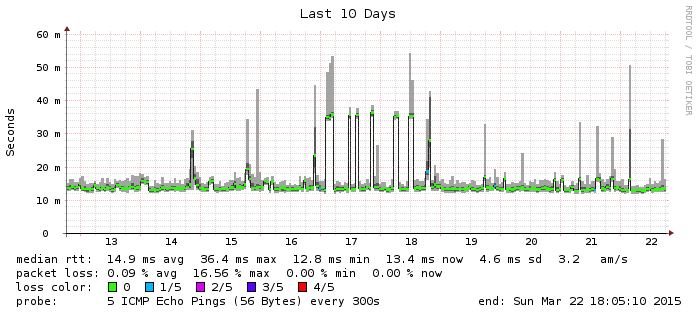 Last 10 Days
RRDTOOL / TOBI OETIKER
Seconds
60 m
50 m
40 m
30 m
20 m
10 m
0
13 14 15 16 17 18 19 20 21 22
median rtt: 14.9 ms avg 36.4 ms max 12.8 ms min 13.4 ms now 4.6 ms sd 3.2 am/s
packet loss: 0.09 % avg 16.56 % max 0.00 % min 0.00 % now
loss color: 0 1/5 2/5 3/5 4/5
probe: 5 ICMP Echo Pings (56 Bytes) every 300s end: Sun Mar 22 18:05:10 2015